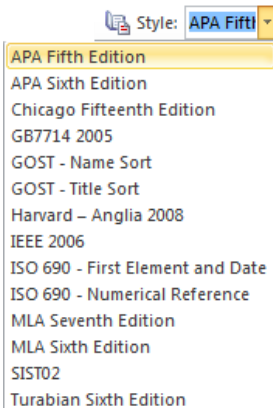 Style: APA Fifth
APA Fifth Edition
APA Sixth Edition
Chicago Fifteenth Edition
GB7714 2005
GOST - Name Sort
GOST - Title Sort
Harvard – Anglia 2008
IEEE 2006
ISO 690 - First Element and Date
ISO 690 - Numerical Reference
MLA Seventh Edition
MLA Sixth Edition
SIST02
Turabian Sixth Edition